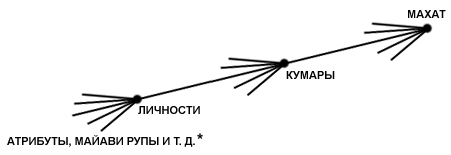 МАХАТ
КУМАРЫ
ЛИЧНОСТИ
АТРИБУТЫ, МАЙАВИ РУПЫ И Т. Д.*